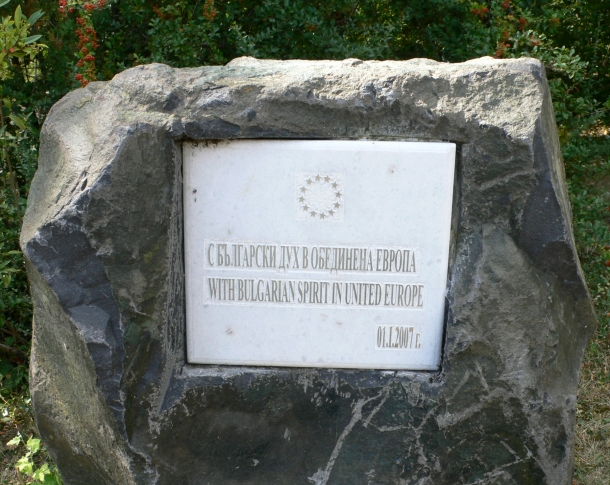 С БЪЛГАРСКИ ДУХ В ОБЕДИНЕНА ЕВРОПА
WITH BULGARIAN SPIRIT IN UNITED EUROPE
01.1.2007 г.